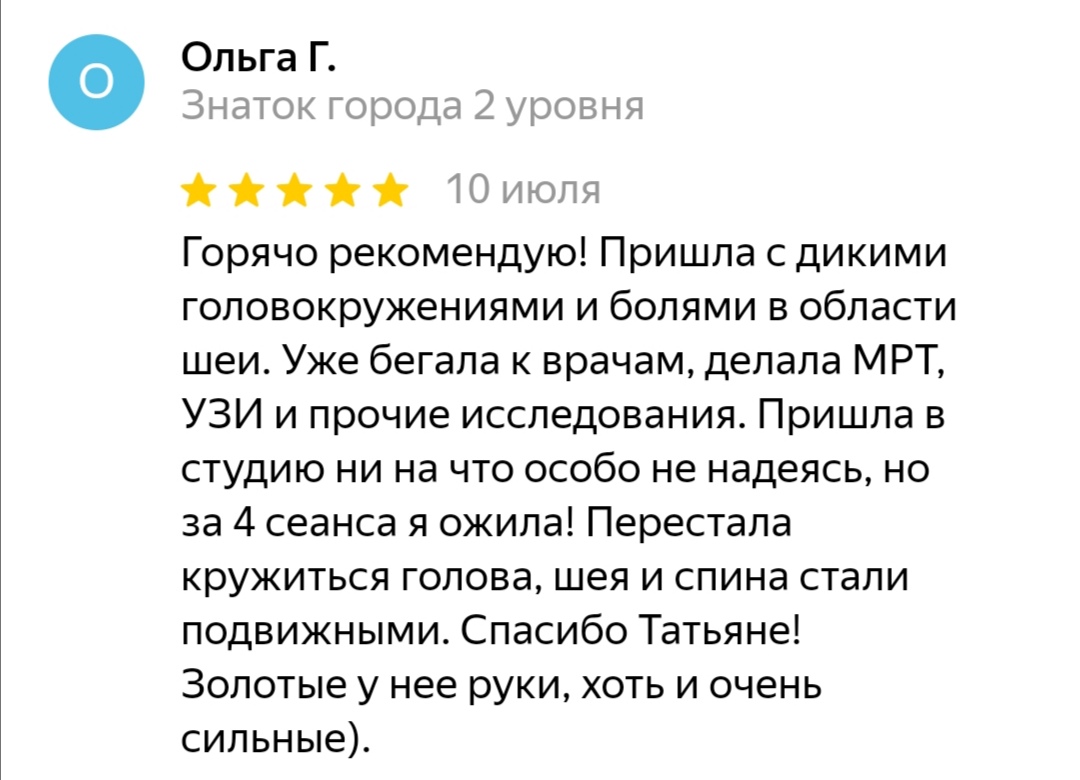 О
Ольга Г.
Знаток города 2 уровня
10 июля
Горячо рекомендую! Пришла с дикими
головокружениями и болями в области
шеи. Уже бегала к врачам, делала МРТ,
УЗИ и прочие исследования. Пришла в
студию ни на что особо не надеясь, но
за 4 сеанса я ожила! Перестала
кружиться голова, шея и спина стали
подвижными. Спасибо Татьяне!
Золотые у нее руки, хоть и очень
сильные).